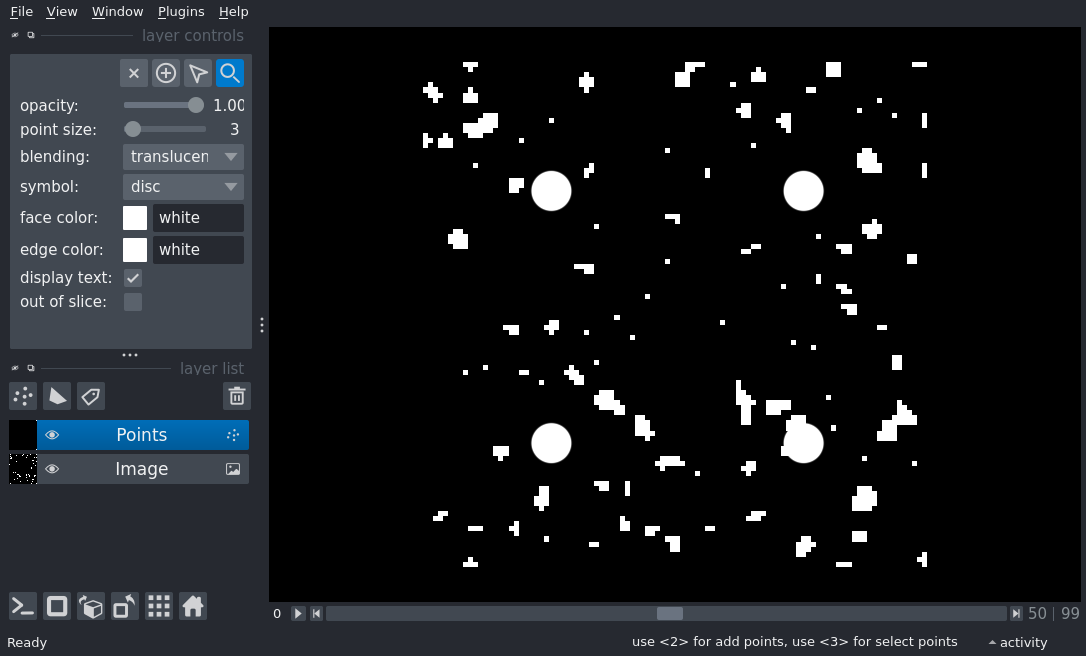 File View Window Plugins Help
layer controls
opacity: 1.00
point size: 3
blending: translucen
symbol: disc
face color: white
edge color: white
display text:
out of slice:
layer list
Points
Image
0 50 | 99
Ready use <2> for add points, use <3> for select points activity